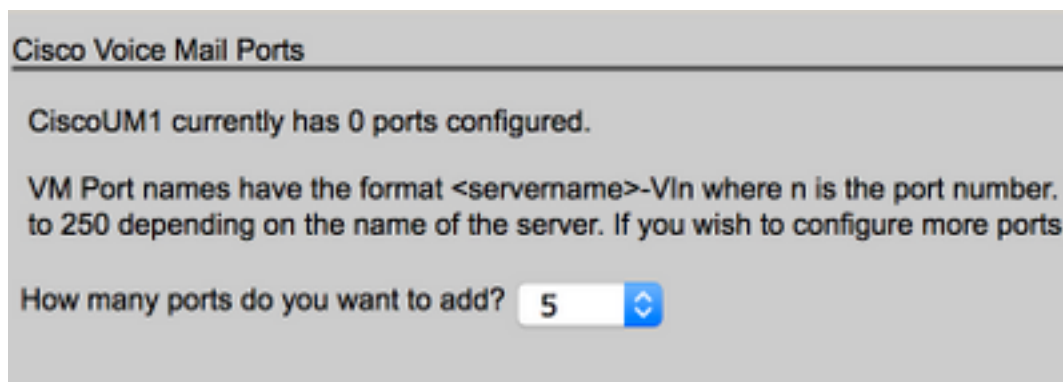 Cisco Voice Mail Ports
CiscoUM1 currently has 0 ports configured.
VM Port names have the format <servername>-VIn where n is the port number.
to 250 depending on the name of the server. If you wish to configure more ports
How many ports do you want to add? 5